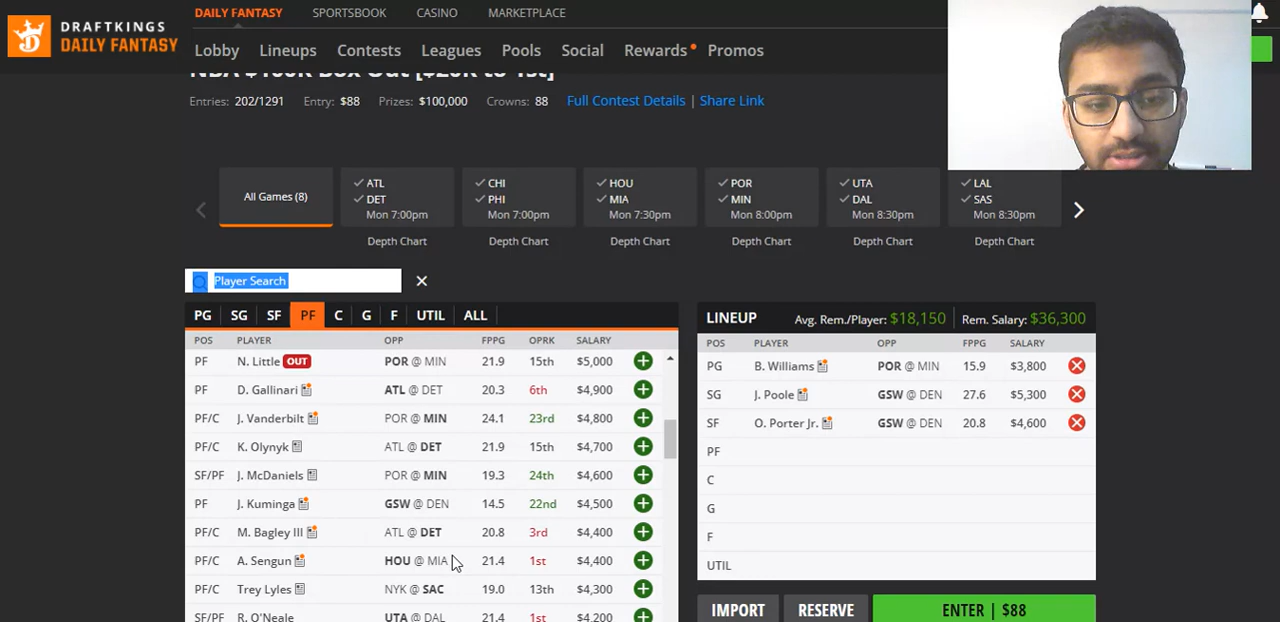 DRAFTKINGS
DAILY FANTASY
DAILY FANTASY SPORTSBOOK CASINO MARKETPLACE
Lobby Lineups Contests Leagues Pools Social Rewards Promos
NBA $100K Box Out [$20K to 1st]
Entries: 202/1291 Entry: $88 Prizes: $100,000 Crowns: 88 Full Contest Details | Share Link
All Games (8)
ATL
DET
Mon 7:00pm
Depth Chart
CHI
PHI
Mon 7:00pm
Depth Chart
HOU
MIA
Mon 7:30pm
Depth Chart
POR
MIN
Mon 8:00pm
Depth Chart
UTA
DAL
Mon 8:30pm
Depth Chart
LAL
SAS
Mon 8:30pm
Depth Chart
Player Search
PG SG SF PF C G F UTIL ALL
POS PLAYER OPP FPPG OPRK SALARY
PF N. Little OUT POR @ MIN 21.9 15th $5,000
PF D. Gallinari ATL @ DET 20.3 6th $4,900
PF/C J. Vanderbilt POR @ MIN 24.1 23rd $4,800
PF/C K. Olynyk ATL @ DET 21.9 15th $4,700
SF/PF J. McDaniels POR @ MIN 19.3 24th $4,600
PF J. Kuminga GSW @ DEN 14.5 22nd $4,500
PF/C M. Bagley III ATL @ DET 20.8 3rd $4,400
PF/C A. Sengun HOU @ MIA 21.4 1st $4,400
PF/C Trey Lyles NYK @ SAC 19.0 13th $4,300
SF/PF R. O'Neale UTA @ DAL 21.4 1st $4,200
LINEUP Avg. Rem./Player: $18,150 Rem. Salary: $36,300
POS PLAYER OPP FPPG SALARY
PG B. Williams POR @ MIN 15.9 $3,800
SG J. Poole GSW @ DEN 27.6 $5,300
SF O. Porter Jr. GSW @ DEN 20.8 $4,600
PF
C
G
F
UTIL
IMPORT RESERVE ENTER | $88